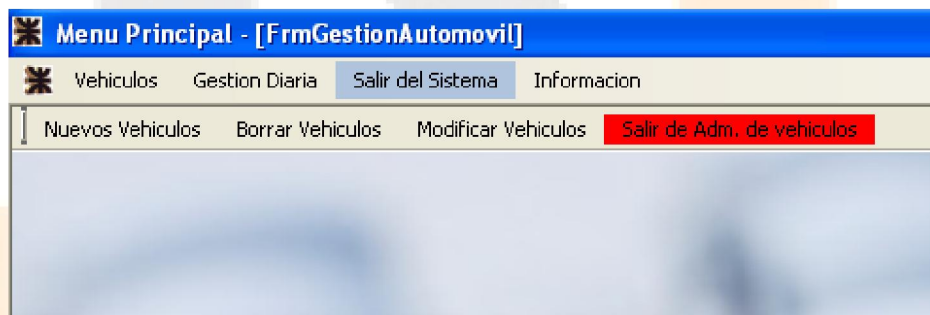 Menu Principal - [FrmGestionAutomovil]
Vehiculos Gestion Diaria Salir del Sistema Informacion
Nuevos Vehiculos Borrar Vehiculos Modificar Vehiculos Salir de Adm. de vehiculos